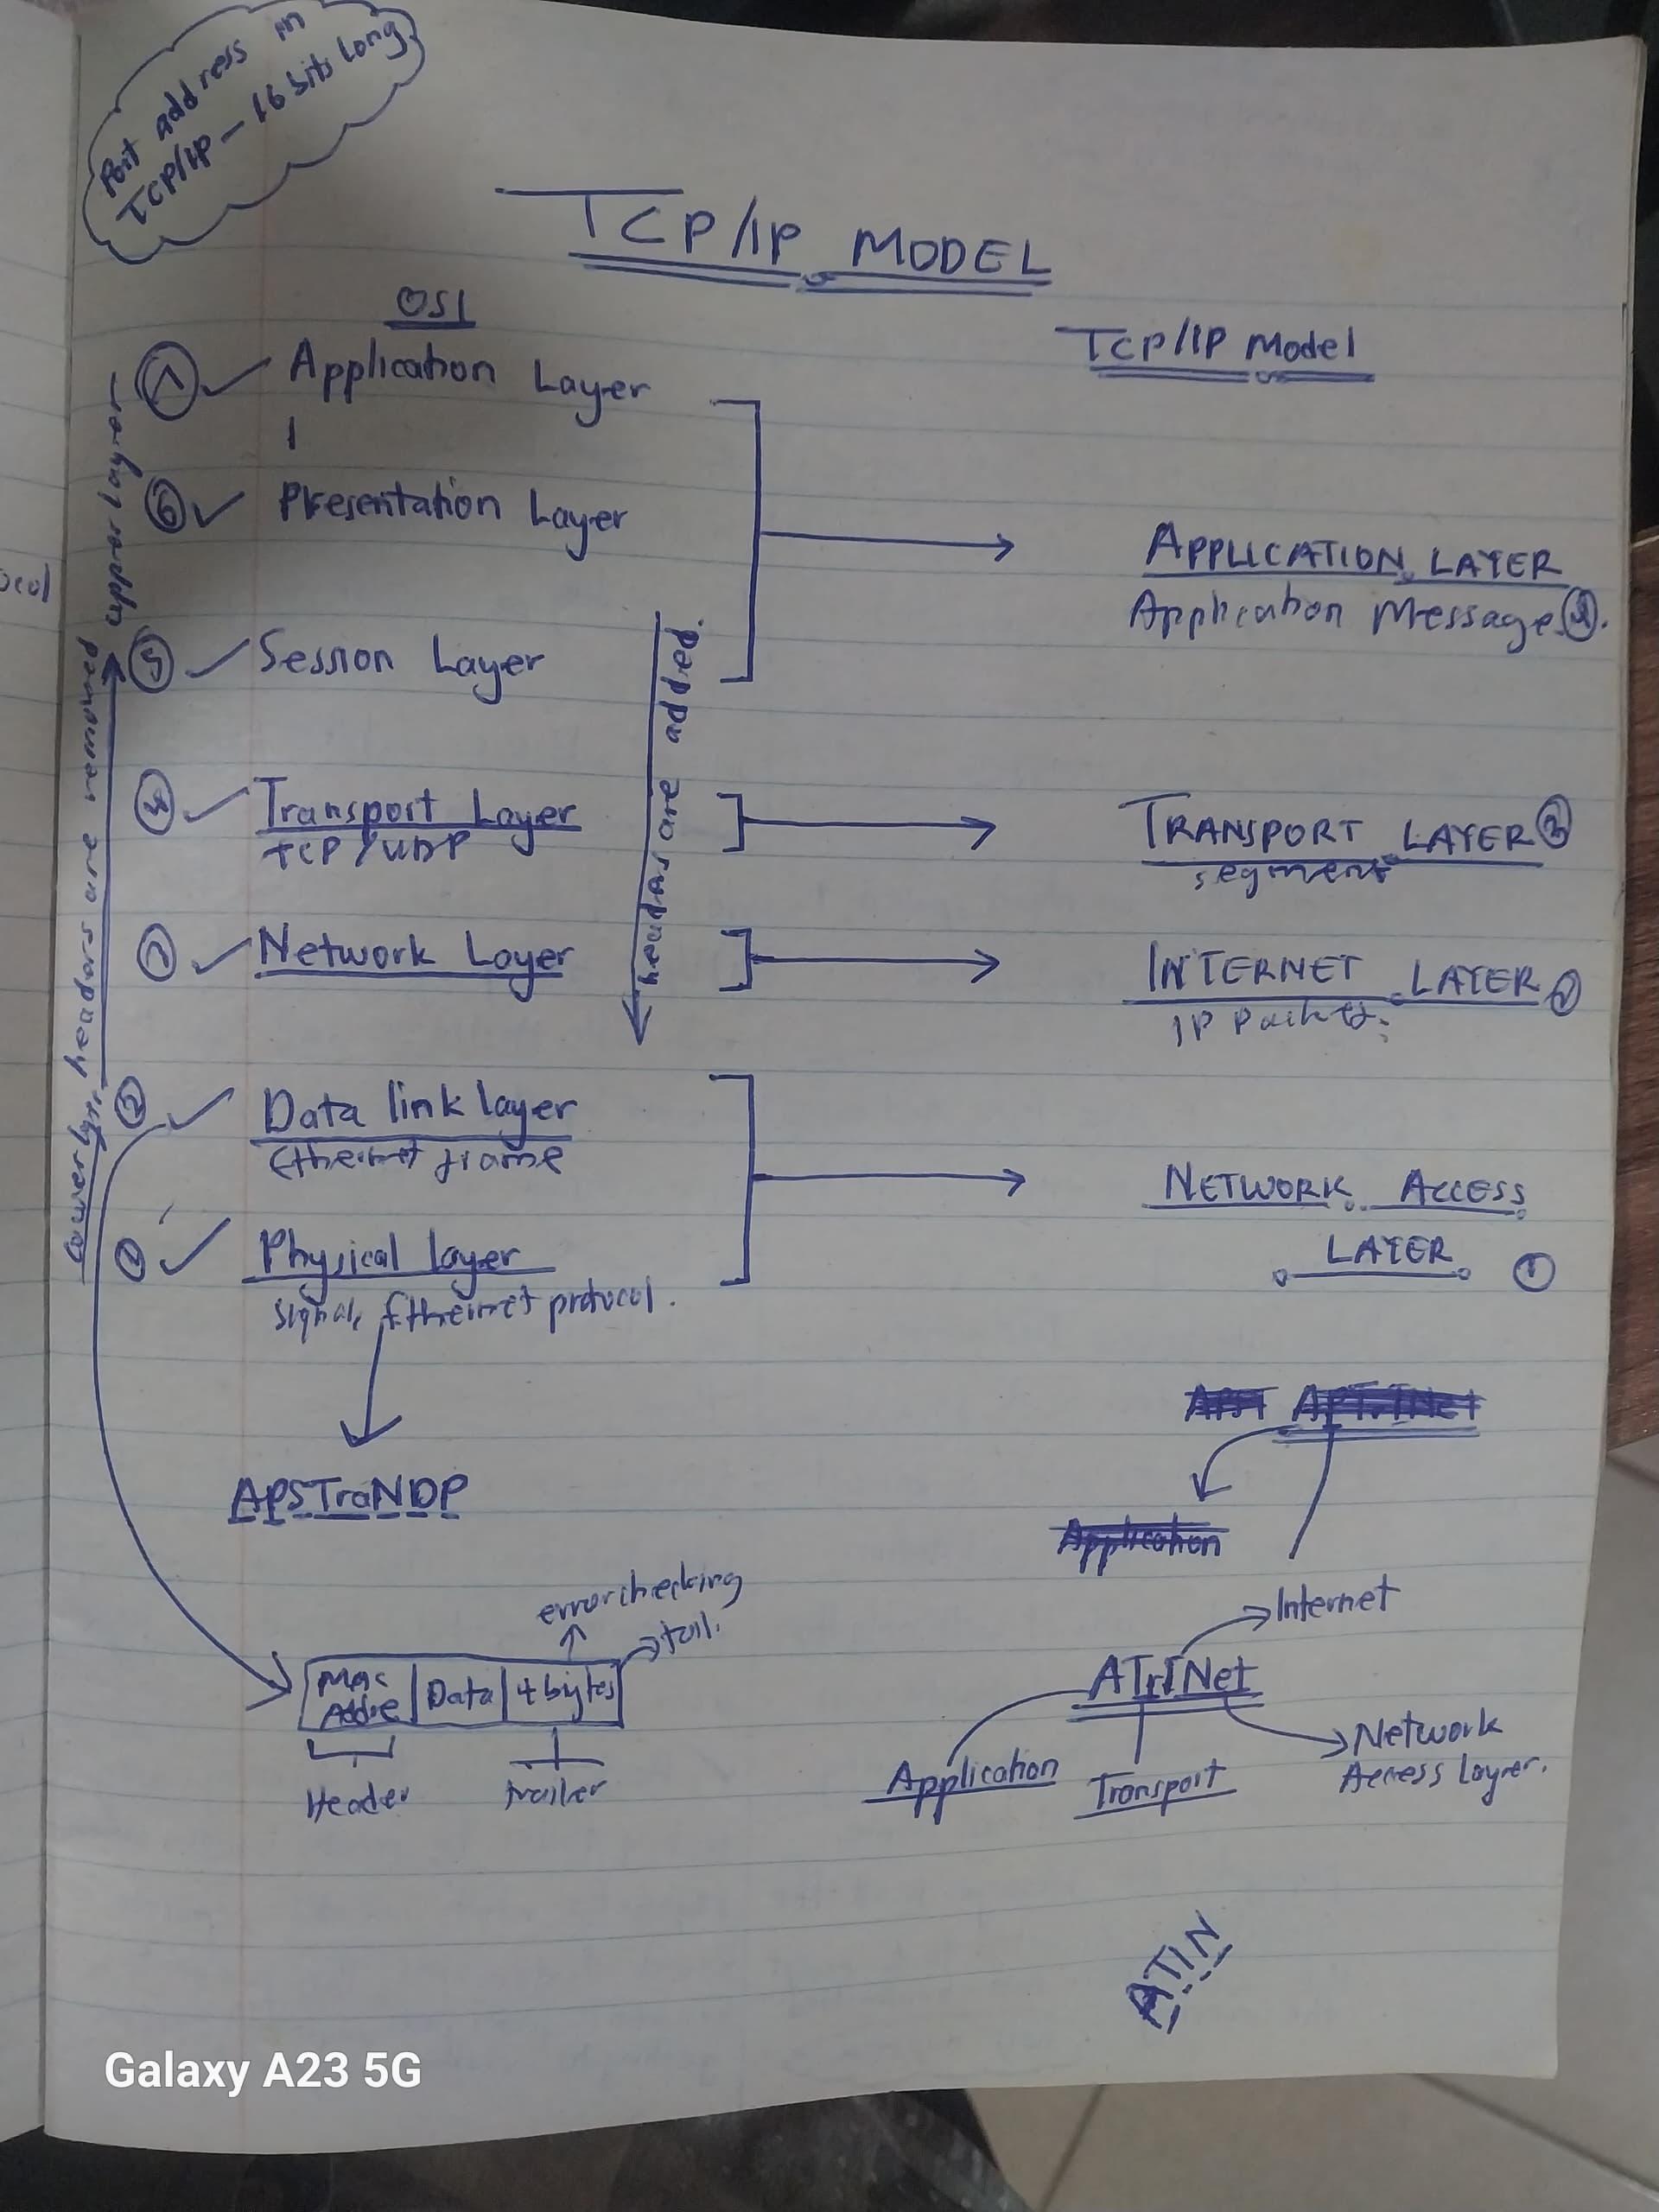 Port address in
TCP/IP – 16 bits long
TCP/IP MODEL
OSI
TCP/IP Model
7 Application Layer
6 Presentation Layer
APPLICATION LAYER
Application Message 4.
5 Session Layer
4 Transport Layer
TCP/UDP
TRANSPORT LAYER 3
segment
3 Network Layer
INTERNET LAYER 2
IP Packets.
2 Data link layer
Ethernet frame
NETWORK ACCESS
LAYER 1
1 Physical layer
signal, Ethernet protocol.
upper layer
headers are removed
Lower
headers are added.
APSTraNDP
Application
error checking
tail.
Mac
Addre
Data
4 bytes
Header
trailer
Internet
ATrINet
Application
Transport
Network
Access Layer.
ATIN
ocol
Galaxy A23 5G